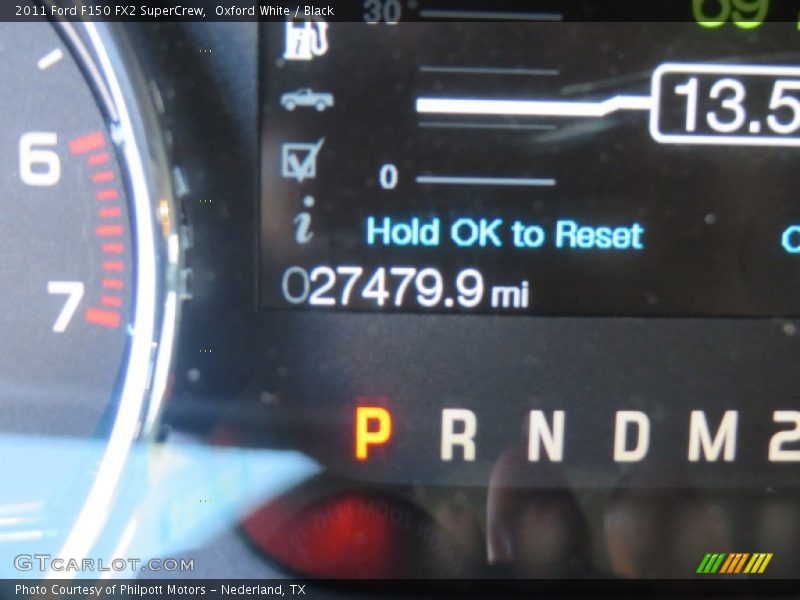 2011 Ford F150 FX2 SuperCrew, Oxford White / Black
30
69
13.5
6
0
Hold OK to Reset
7
027479.9 mi
P R N D M 2
GTCARLOT.COM
Photo Courtesy of Philpott Motors – Nederland, TX